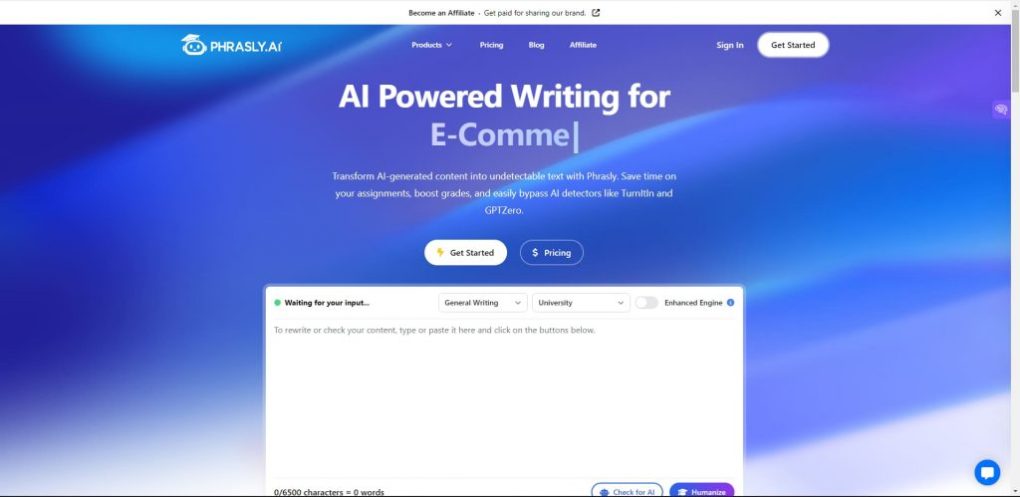 Become an Affiliate - Get paid for sharing our brand.
PHRASLY.AI
Products Pricing Blog Affiliate
Sign In Get Started
AI Powered Writing for
E-Comme|
Transform AI-generated content into undetectable text with Phrasly. Save time on
your assignments, boost grades, and easily bypass AI detectors like TurnItIn and
GPTZero.
Get Started $ Pricing
Waiting for your input... General Writing University Enhanced Engine
To rewrite or check your content, type or paste it here and click on the buttons below.
0/6500 characters = 0 words Check for AI Humanize